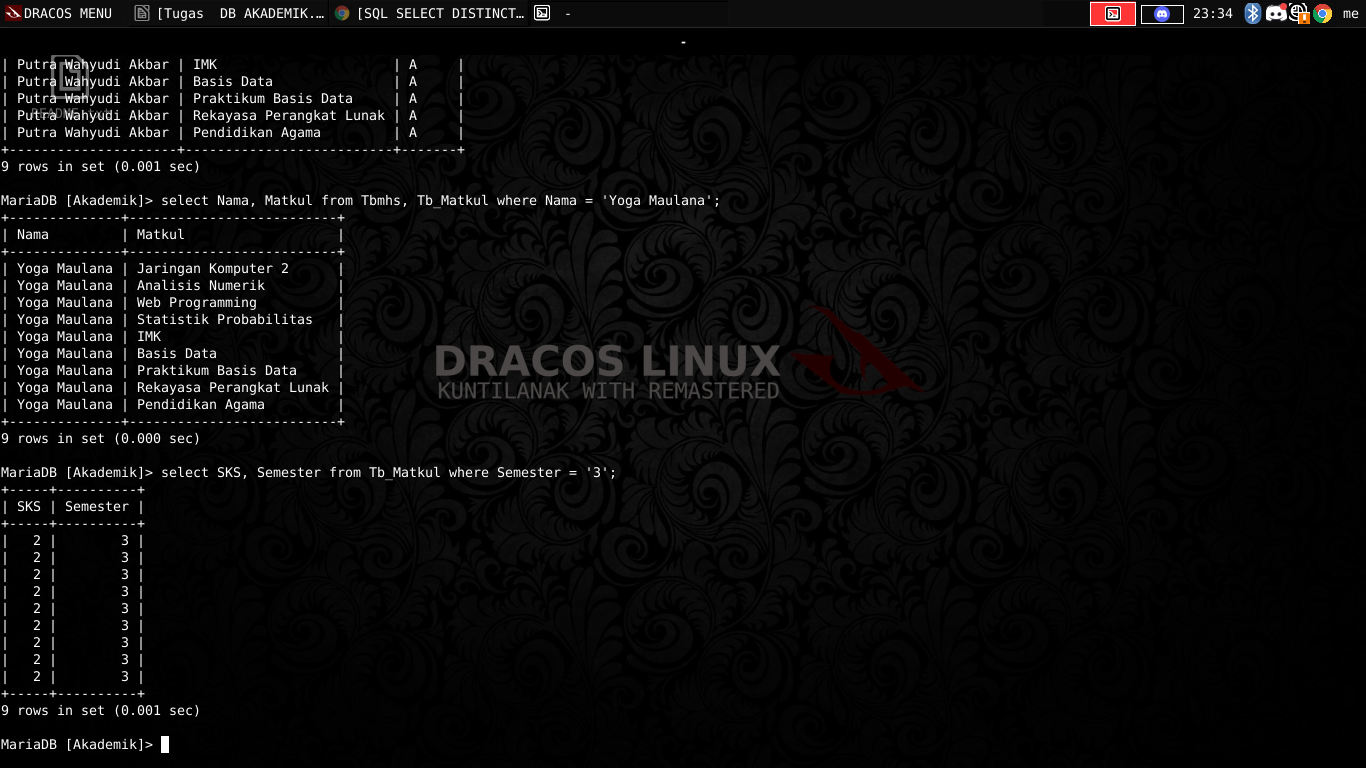 DRACOS MENU [Tugas  DB AKADEMIK.... [SQL SELECT DISTINCT... - 23:34 me
-
| Putra Wahyudi Akbar | IMK                      | A     |
| Putra Wahyudi Akbar | Basis Data               | A     |
| Putra Wahyudi Akbar | Praktikum Basis Data     | A     |
| Putra Wahyudi Akbar | Rekayasa Perangkat Lunak | A     |
| Putra Wahyudi Akbar | Pendidikan Agama         | A     |
+---------------------+--------------------------+-------+
9 rows in set (0.001 sec)
MariaDB [Akademik]> select Nama, Matkul from Tbmhs, Tb_Matkul where Nama = 'Yoga Maulana';
+--------------+--------------------------+
| Nama         | Matkul                   |
+--------------+--------------------------+
| Yoga Maulana | Jaringan Komputer 2      |
| Yoga Maulana | Analisis Numerik         |
| Yoga Maulana | Web Programming          |
| Yoga Maulana | Statistik Probabilitas   |
| Yoga Maulana | IMK                      |
| Yoga Maulana | Basis Data               |
| Yoga Maulana | Praktikum Basis Data     |
| Yoga Maulana | Rekayasa Perangkat Lunak |
| Yoga Maulana | Pendidikan Agama         |
+--------------+--------------------------+
9 rows in set (0.000 sec)
MariaDB [Akademik]> select SKS, Semester from Tb_Matkul where Semester = '3';
+-----+----------+
| SKS | Semester |
+-----+----------+
|   2 |        3 |
|   2 |        3 |
|   2 |        3 |
|   2 |        3 |
|   2 |        3 |
|   2 |        3 |
|   2 |        3 |
|   2 |        3 |
|   2 |        3 |
+-----+----------+
9 rows in set (0.001 sec)
MariaDB [Akademik]>
DRACOS LINUX
KUNTILANAK WITH REMASTERED